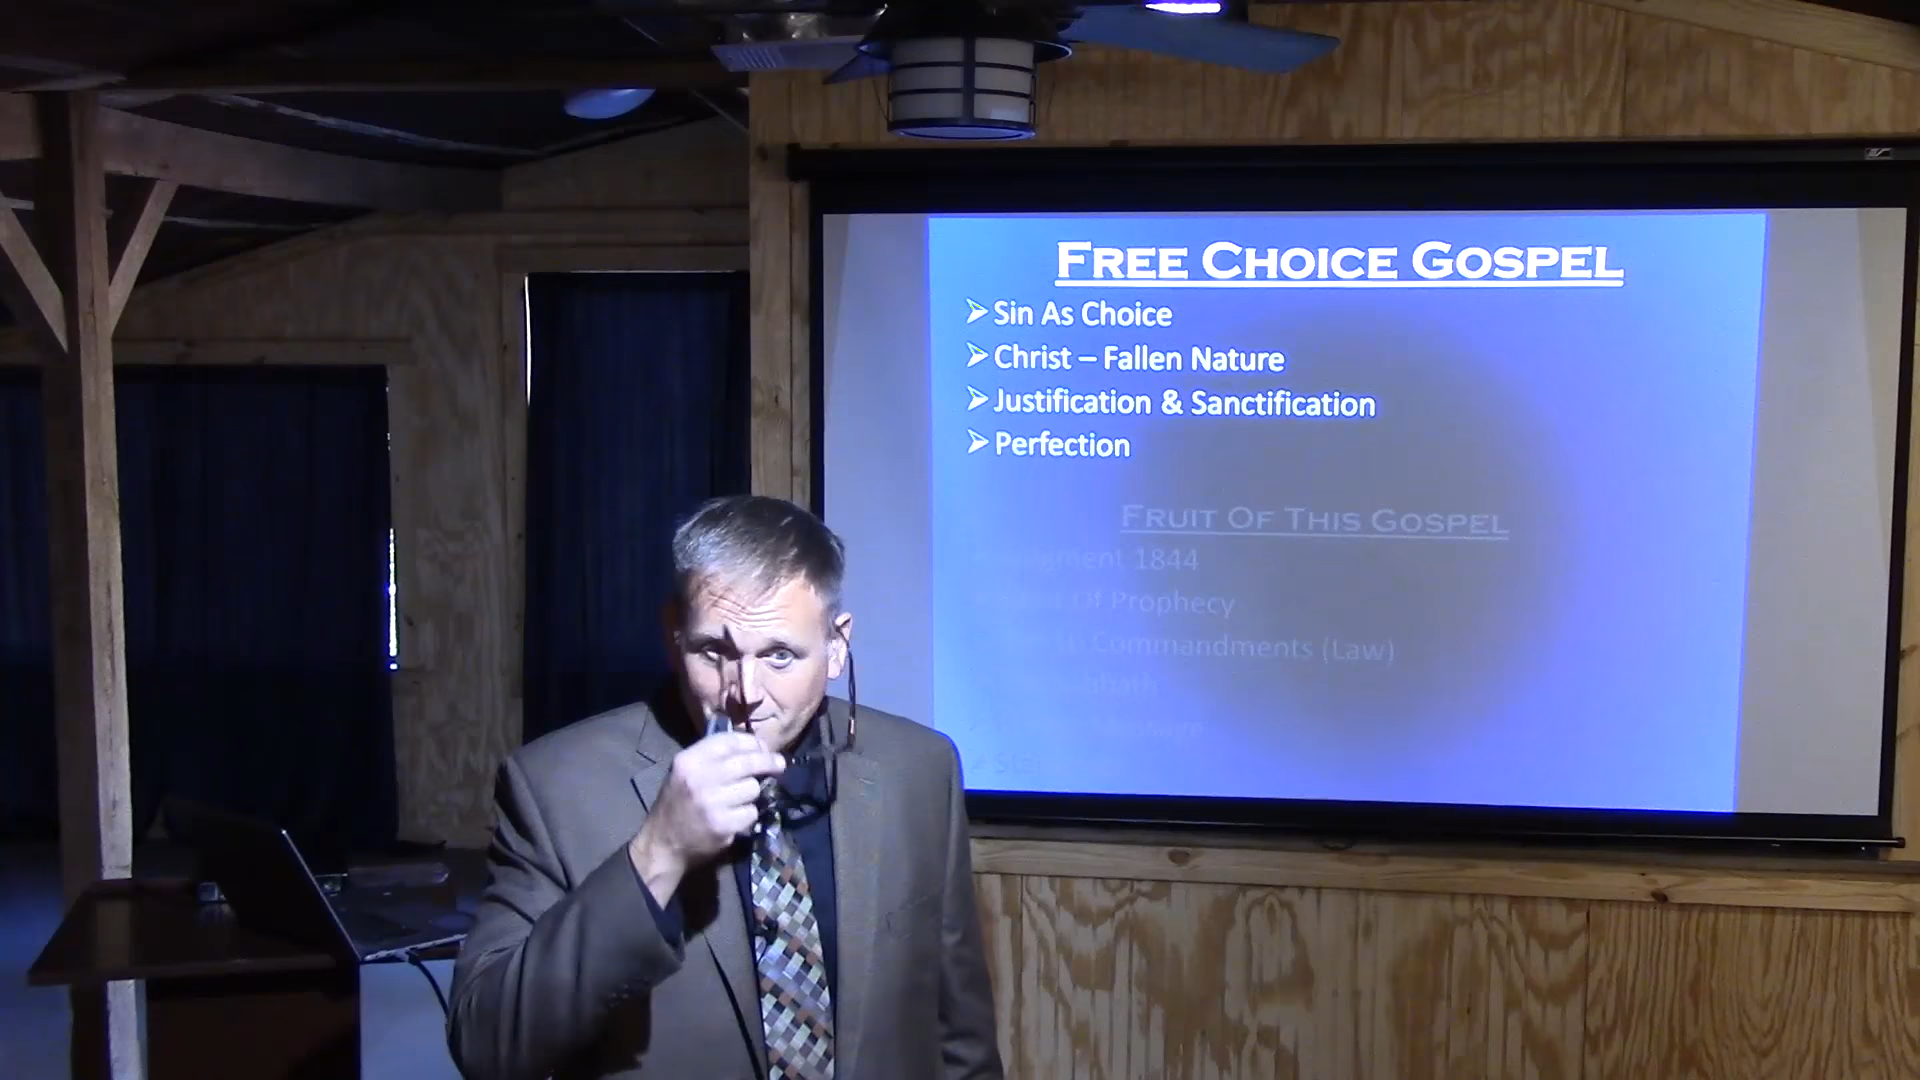 FREE CHOICE GOSPEL
Sin As Choice
Christ – Fallen Nature
Justification & Sanctification
Perfection
FRUIT OF THIS GOSPEL
1844
Of Prophecy
Commandments (Law)